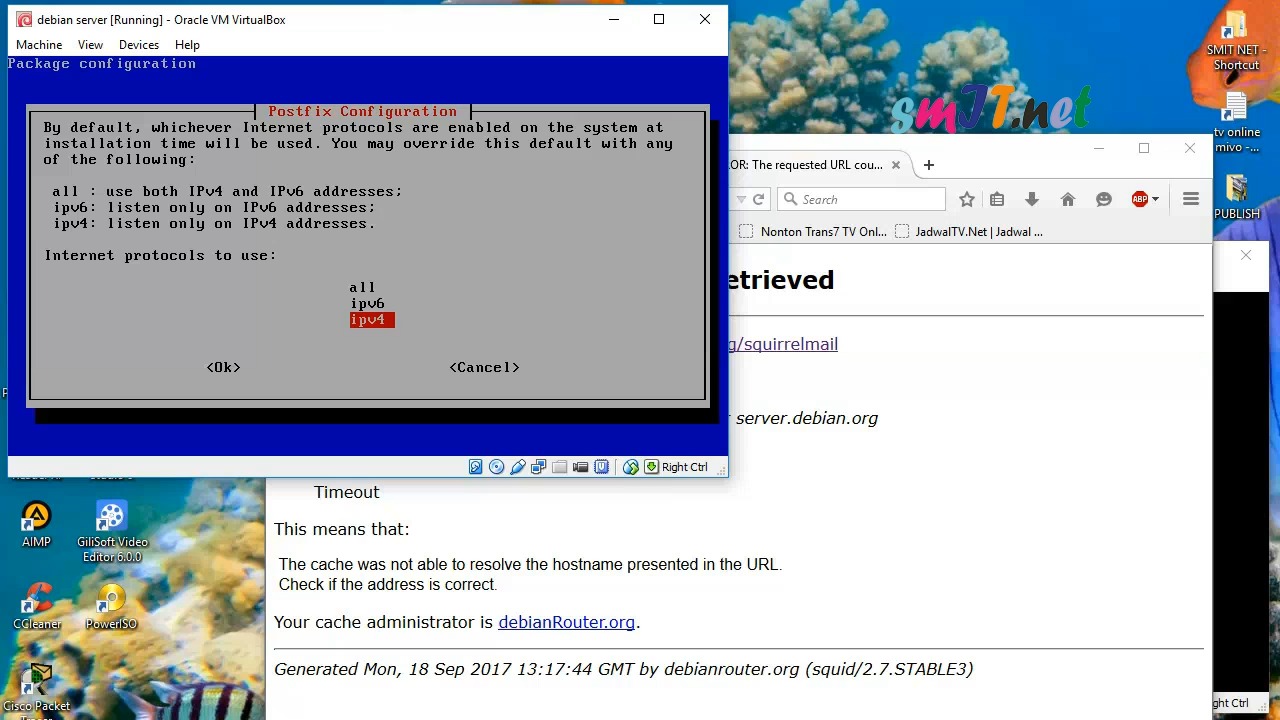 debian server [Running] - Oracle VM VirtualBox
Machine View Devices Help
Package configuration
Postfix Configuration
By default, whichever Internet protocols are enabled on the system at
installation time will be used. You may override this default with any
of the following:
all : use both IPv4 and IPv6 addresses;
ipv6: listen only on IPv6 addresses;
ipv4: listen only on IPv4 addresses.
Internet protocols to use:
all
ipv6
ipv4
<Ok> <Cancel>
Right Ctrl
smIT.net
SMIT NET -
Shortcut
tv online
mivo -...
PUBLISH
OR: The requested URL cou...
Search
ABP
Nonton Trans7 TV Onl... JadwalTV.Net | Jadwal ...
etrieved
g/squirrelmail
server.debian.org
Timeout
This means that:
The cache was not able to resolve the hostname presented in the URL.
Check if the address is correct.
Your cache administrator is debianRouter.org.
Generated Mon, 18 Sep 2017 13:17:44 GMT by debianrouter.org (squid/2.7.STABLE3)
AIMP
GiliSoft Video
Editor 6.0.0
CCleaner
PowerISO
Cisco Packet
ght Ctrl